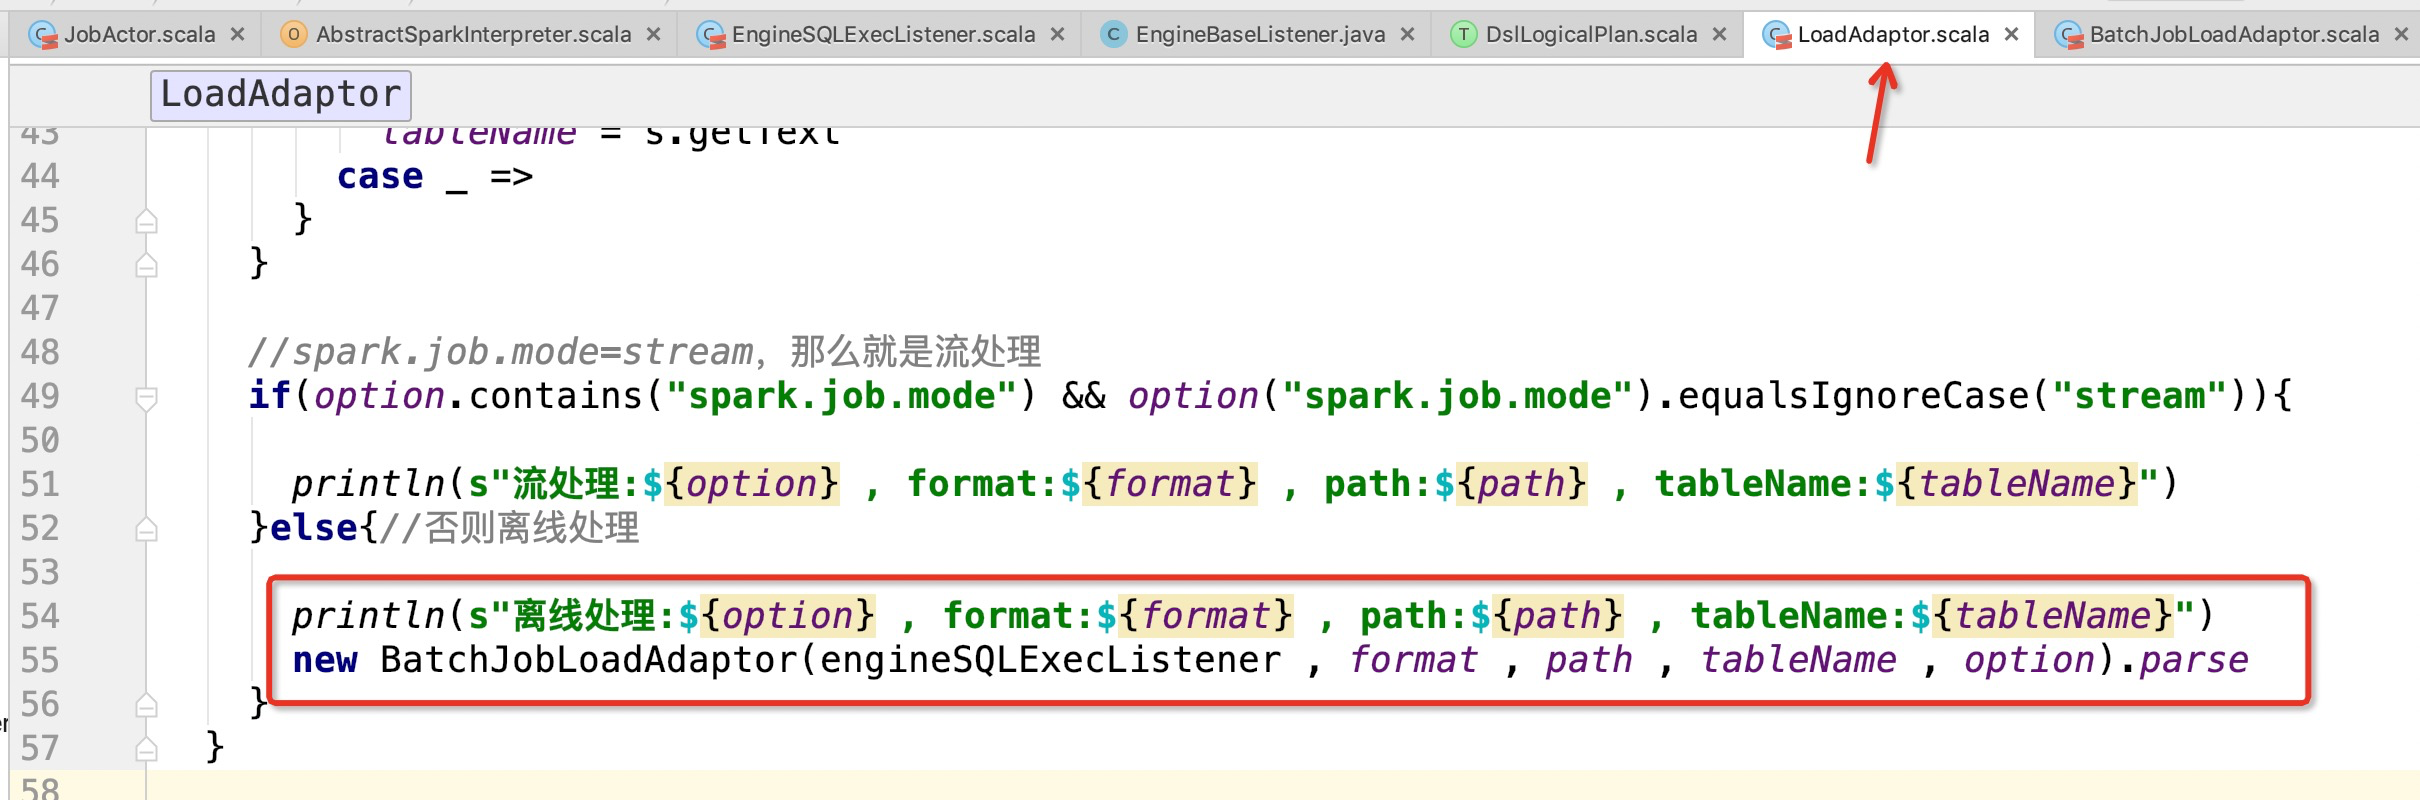 JobActor.scala AbstractSparkInterpreter.scala EngineSQLExecListener.scala EngineBaseListener.java DslLogicalPlan.scala LoadAdaptor.scala BatchJobLoadAdaptor.scala
LoadAdaptor
43 tableName = s.getText
44 case _ =>
45 }
46 }
47
48 //spark.job.mode=stream，那么就是流处理
49 if(option.contains("spark.job.mode") && option("spark.job.mode").equalsIgnoreCase("stream")){
50
51 println(s"流处理:${option} , format:${format} , path:${path} , tableName:${tableName}")
52 }else{//否则离线处理
53
54 println(s"离线处理:${option} , format:${format} , path:${path} , tableName:${tableName}")
55 new BatchJobLoadAdaptor(engineSQLExecListener , format , path , tableName , option).parse
56 }
57 }
58